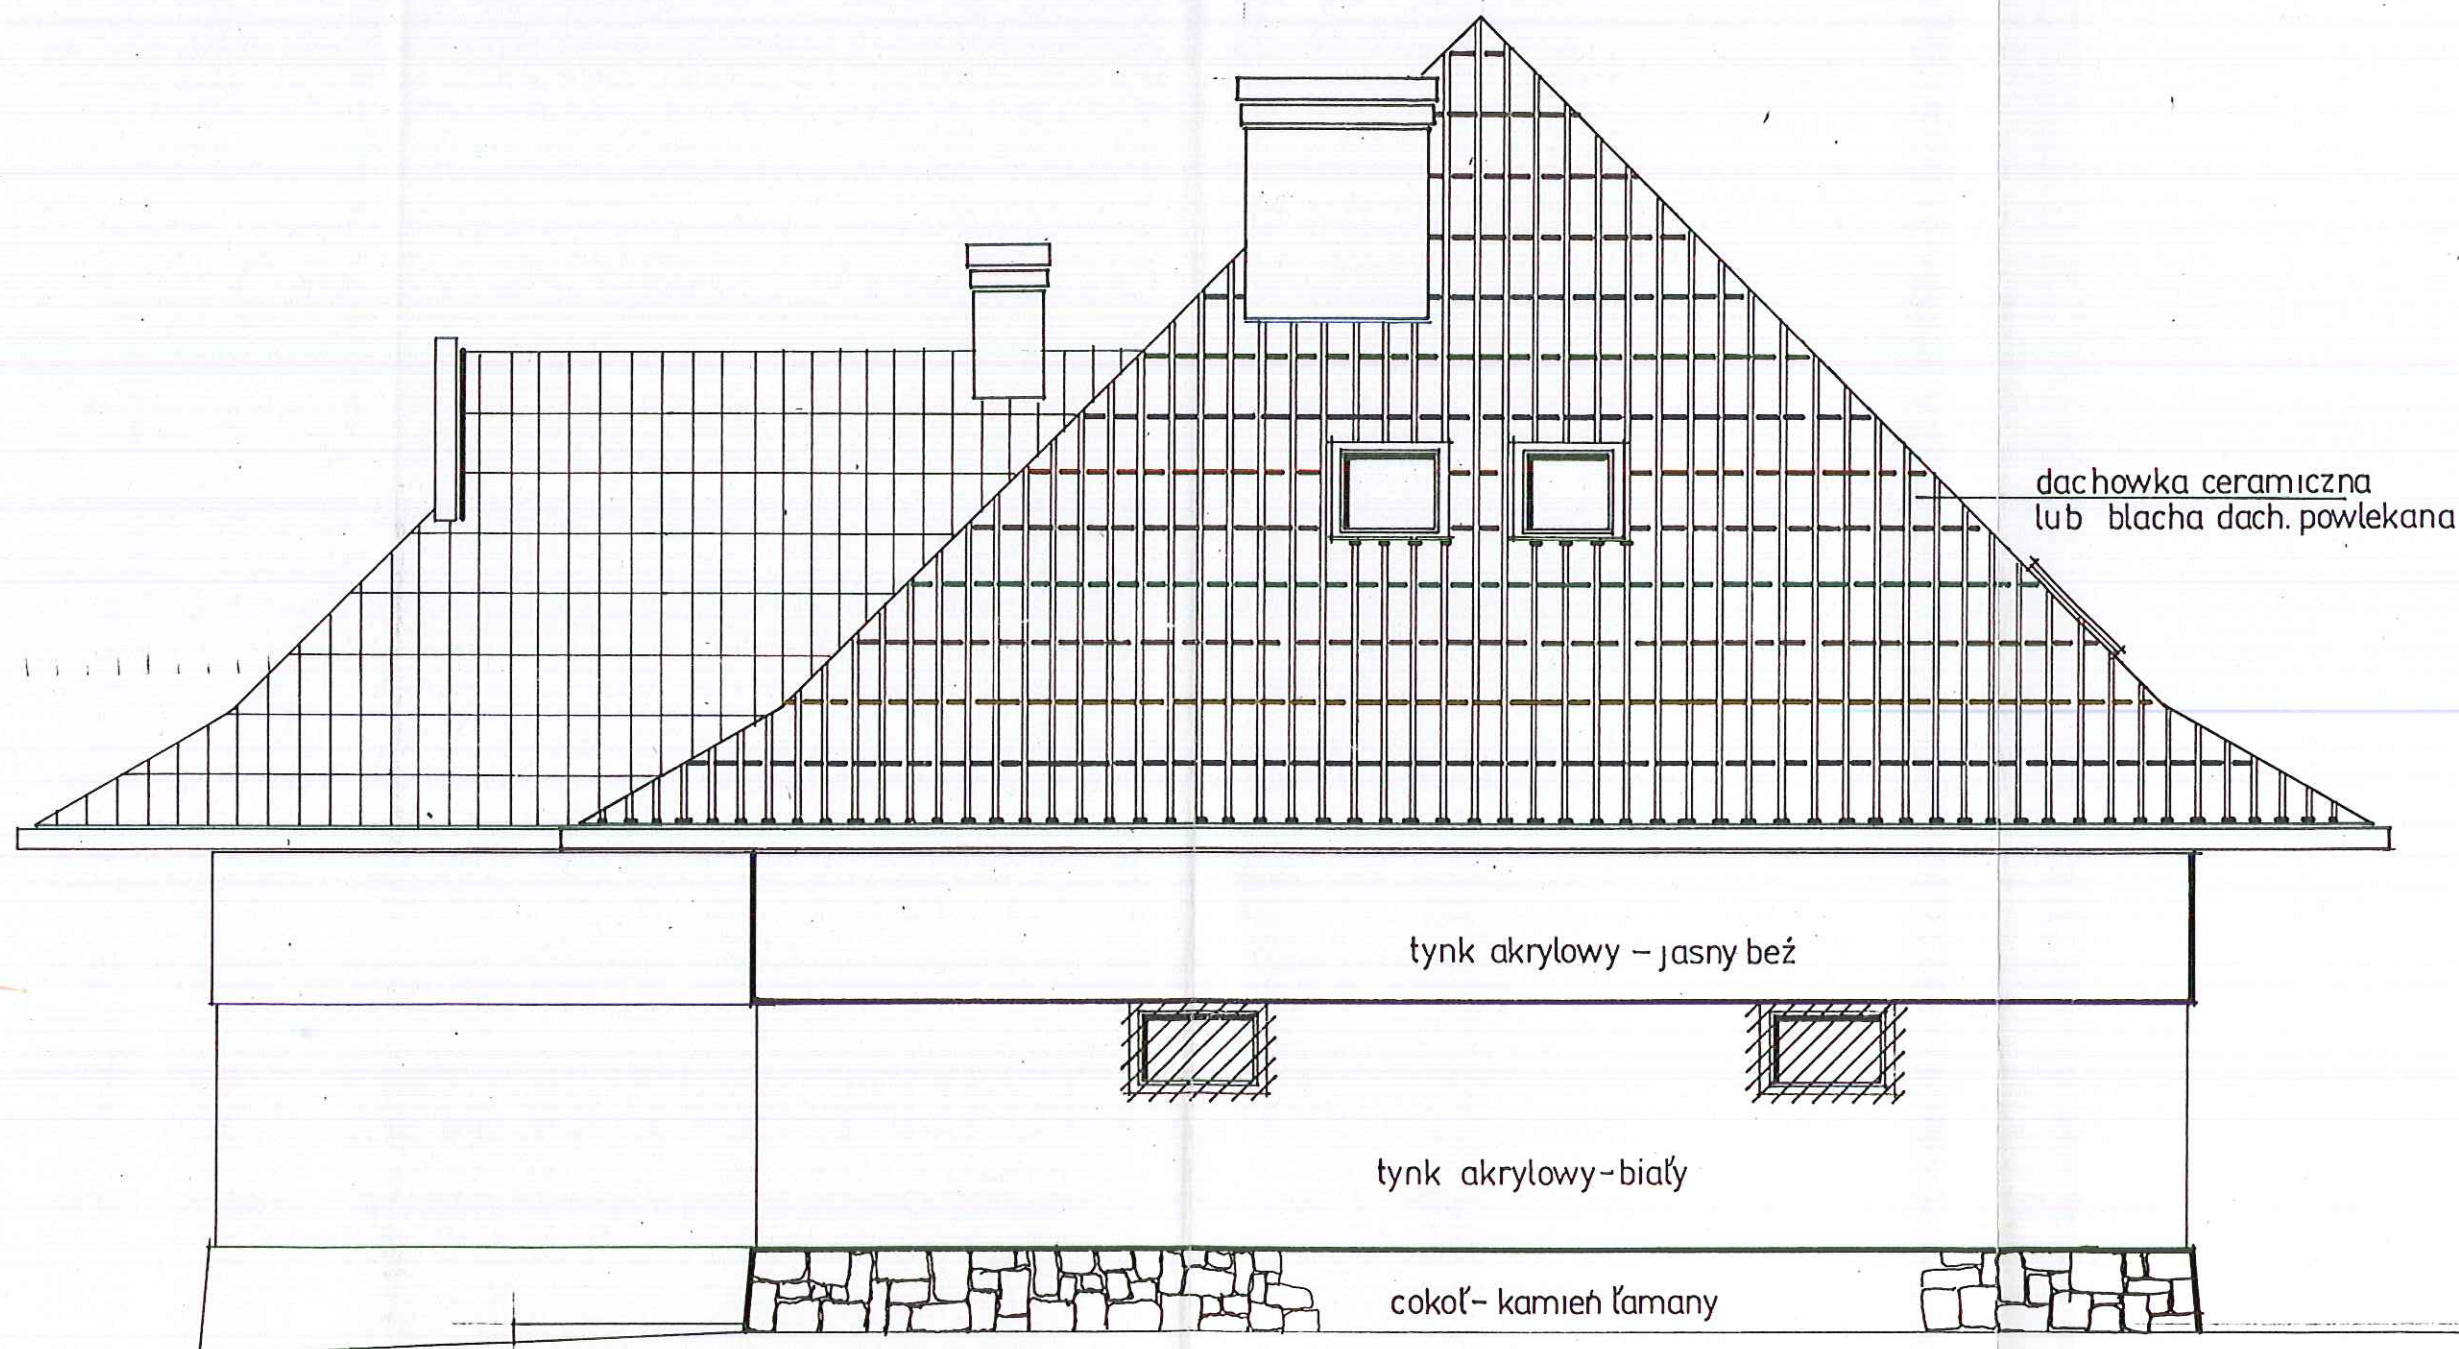 dachowka ceramiczna
lub blacha dach. powlekana
tynk akrylowy – jasny beż
tynk akrylowy-biały
cokoł- kamień łamany